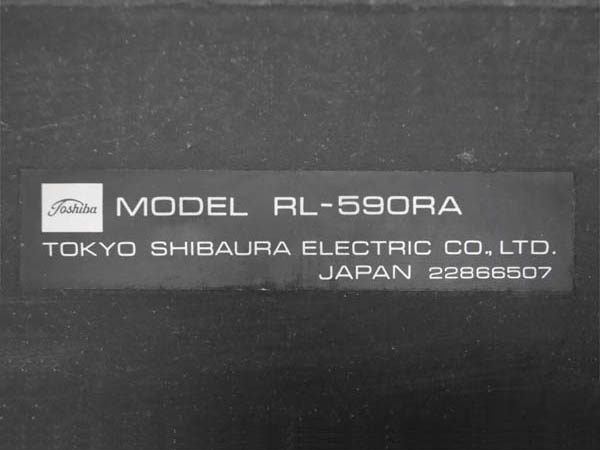 Toshiba MODEL RL-590RA
TOKYO SHIBAURA ELECTRIC CO., LTD.
JAPAN 22866507